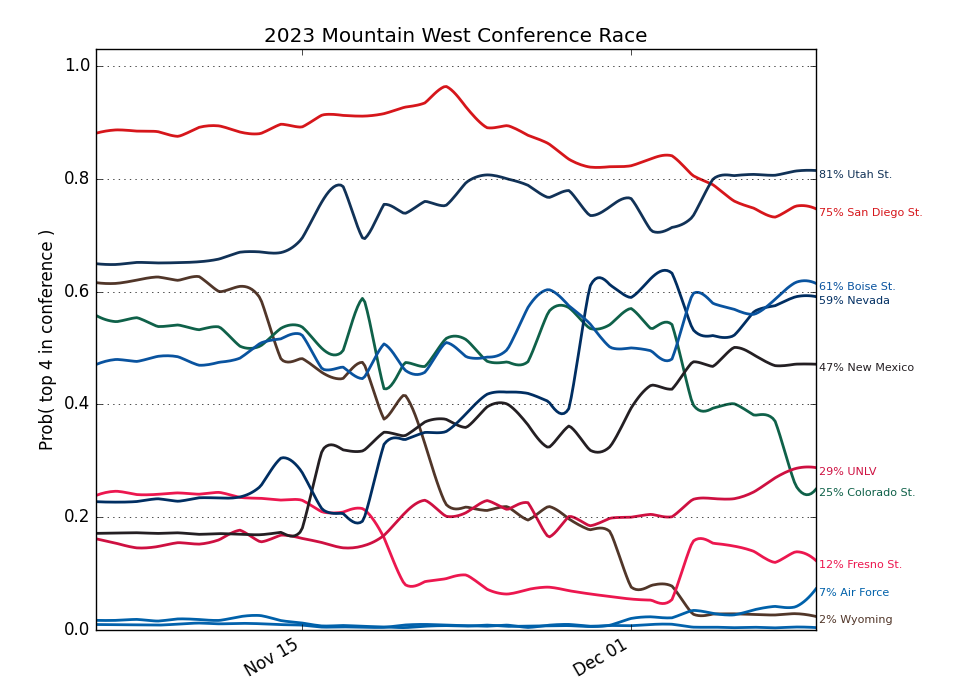 2023 Mountain West Conference Race
Prob( top 4 in conference )
1.0
0.8
0.6
0.4
0.2
0.0
Nov 15
Dec 01
81% Utah St.
75% San Diego St.
61% Boise St.
59% Nevada
47% New Mexico
29% UNLV
25% Colorado St.
12% Fresno St.
7% Air Force
2% Wyoming